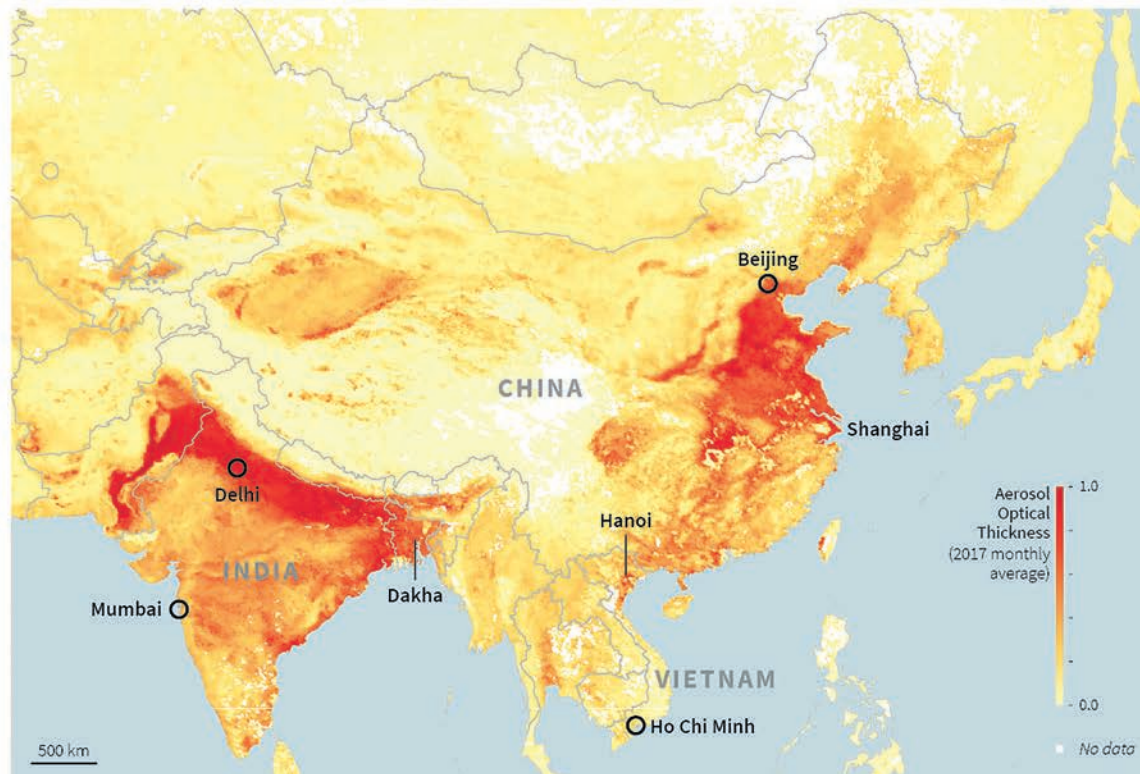 Beijing
CHINA
Shanghai
Delhi
Hanoi
INDIA
Dakha
Mumbai
VIETNAM
Ho Chi Minh
500 km
Aerosol
Optical
Thickness
(2017 monthly
average)
1.0
0.0
No data